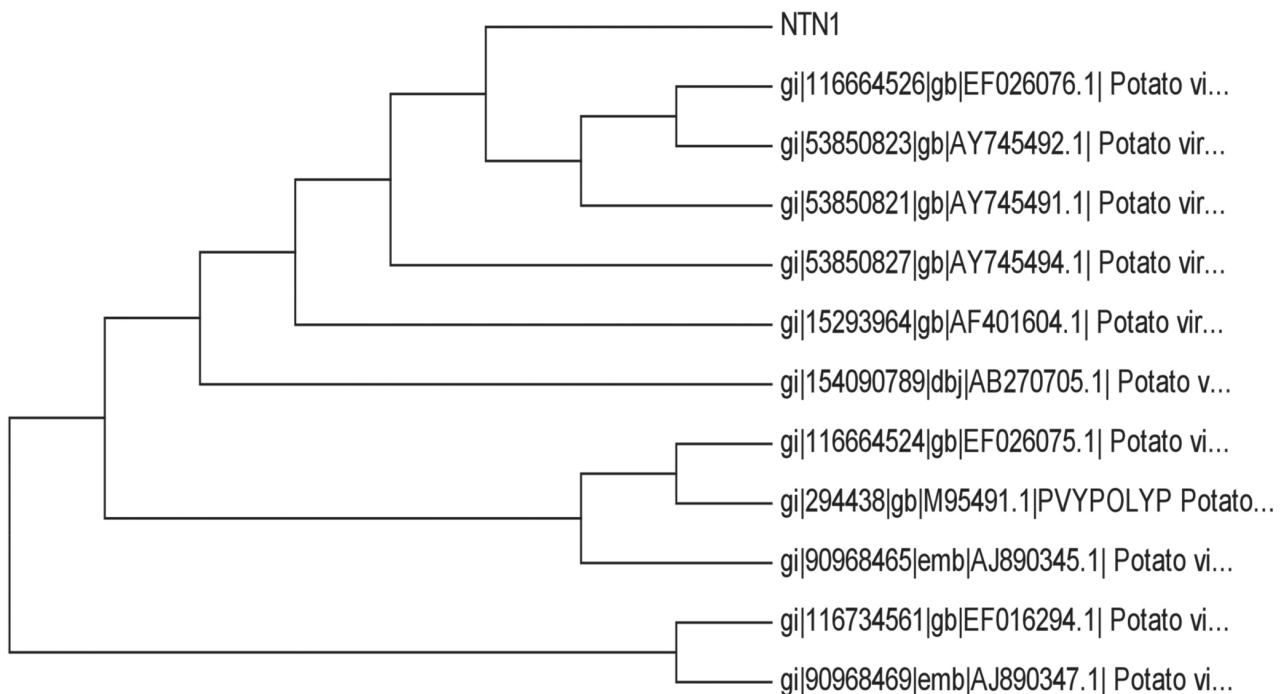 NTN1
gi|116664526|gb|EF026076.1| Potato vi...
gi|53850823|gb|AY745492.1| Potato vir...
gi|53850821|gb|AY745491.1| Potato vir...
gi|53850827|gb|AY745494.1| Potato vir...
gi|15293964|gb|AF401604.1| Potato vir...
gi|154090789|dbj|AB270705.1| Potato v...
gi|116664524|gb|EF026075.1| Potato vi...
gi|294438|gb|M95491.1|PVYPOLYP Potato...
gi|90968465|emb|AJ890345.1| Potato vi...
gi|116734561|gb|EF016294.1| Potato vi...
gi|90968469|emb|AJ890347.1| Potato vi...